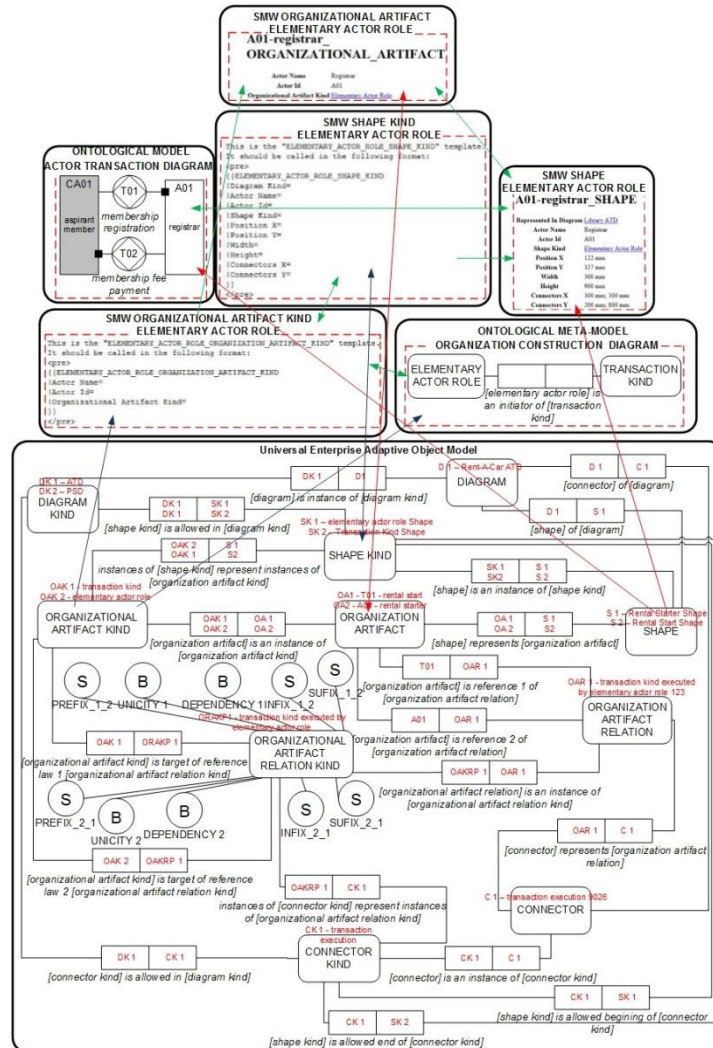 SMW ORGANIZATIONAL ARTIFACT
ELEMENTARY ACTOR ROLE
A01-registrar_
ORGANIZATIONAL_ARTIFACT
Actor Name Registrar
Actor Id A01
Organizational Artifact Kind Elementary Actor Role
SMW SHAPE KIND
ELEMENTARY ACTOR ROLE
This is the "ELEMENTARY_ACTOR_ROLE_SHAPE_KIND" template.
It should be called in the following format:
<pre>
{{ELEMENTARY_ACTOR_ROLE_SHAPE_KIND
|Diagram Kind=
|Actor Name=
|Actor Id=
|Shape Kind=
|Position X=
|Position Y=
|Width=
|Height=
|Connectors X=
|Connectors Y=
}}
</pre>
ONTOLOGICAL MODEL
ACTOR TRANSACTION DIAGRAM
CA01
T01
A01
aspirant
member
membership
registration
registrar
T02
membership fee
payment
SMW SHAPE
ELEMENTARY ACTOR ROLE
A01-registrar_SHAPE
Represented In Diagram Library ATD
Actor Name Registrar
Actor Id A01
Shape Kind Elementary Actor Role
Position X 122 mm
Position Y 327 mm
Width 300 mm
Height 900 mm
Connectors X 300 mm; 300 mm
Connectors Y 200 mm; 800 mm
SMW ORGANIZATIONAL ARTIFACT KIND
ELEMENTARY ACTOR ROLE
This is the "ELEMENTARY_ACTOR_ROLE_ORGANIZATION_ARTIFACT_KIND" template.
It should be called in the following format:
<pre>
{{ELEMENTARY_ACTOR_ROLE_ORGANIZATION_ARTIFACT_KIND
|Actor Name=
|Actor Id=
|Organizational Artifact Kind=
}}
</pre>
ONTOLOGICAL META-MODEL
ORGANIZATION CONSTRUCTION DIAGRAM
ELEMENTARY
ACTOR ROLE
TRANSACTION
KIND
[elementary actor role] is
an initiator of [transaction
kind]
Universal Enterprise Adaptive Object Model
DK 1 - ATD
DK 2 – PSD
DIAGRAM
KIND
DK 1 D1
[diagram] is instance of [diagram kind]
D 1 – Rent-A-Car ATD
DIAGRAM
D 1 C 1
[connector] of [diagram]
DK 1 SK 1
DK 1 SK 2
[shape kind] is allowed in [diagram kind]
D 1 S 1
[shape] of [diagram]
SK 1 – elementary actor role Shape
SK 2 - Transaction Kind Shape
SHAPE KIND
OAK 2 S 1
OAK 1 S2
instances of [shape kind] represent instances
of [organization artifact kind]
SK 1 S 1
SK2 S 2
[shape] is an instance of [shape kind]
OAK 1 - transaction kind
OAK 2 - elementary actor role
ORGANIZATIONAL
ARTIFACT KIND
OAK 1 OA 1
OAK 2 OA 2
[organization artifact] is an instance of
[organization artifact kind]
OA1 - T01 - rental start
OA2 - A01 - rental starter
ORGANIZATION
ARTIFACT
OA 1 S 1
OA 2 S2
[shape] represents [organization artifact]
S 1 – Rental Starter Shape
S 2 - Rental Start Shape
SHAPE
T01 OAR 1
[organization artifact] is reference 1 of
[organization relation]
A01 OAR 1
[organization artifact] is reference 2 of
[organization artifact relation]
OAR 1 - transaction kind executed
by elementary actor role 123
ORGANIZATION
ARTIFACT
RELATION
S
PREFIX_1_2
B
UNICITY 1
B
DEPENDENCY 1
S
INFIX_1_2
S
SUFIX_1_2
ORAKP1 - transaction kind executed by
elementary actor role
ORGANIZATIONAL
ARTIFACT
RELATION KIND
OAK 1 ORAKP 1
[organizational artifact kind] is target of reference
law 1 [organizational artifact relation kind]
OAKRP 1 OAR 1
[organizational artifact relation] is an instance of
[organizational artifact relation kind]
S
PREFIX_2_1
B
UNICITY 2
B
DEPENDENCY 2
S
INFIX_2_1
S
SUFIX_2_1
OAK 2 OAKRP 1
[organizational artifact kind] is target of reference
law 2 [organizational artifact relation kind]
OAR 1 C 1
[connector] represents [organization artifact
relation]
OAKRP 1 CK 1
instances of [connector kind] represent instances
of [organization artifact relation kind]
C 1 – transaction execution 9026
CONNECTOR
CK 1 – transaction
execution
CONNECTOR
KIND
DK 1 CK 1
[connector kind] is allowed in [diagram kind]
CK 1 C 1
[connector] is an instance of [connector kind]
CK 1 SK 1
[shape kind] is allowed begining of [connector
kind]
CK 1 SK 2
[shape kind] is allowed end of [connector kind]